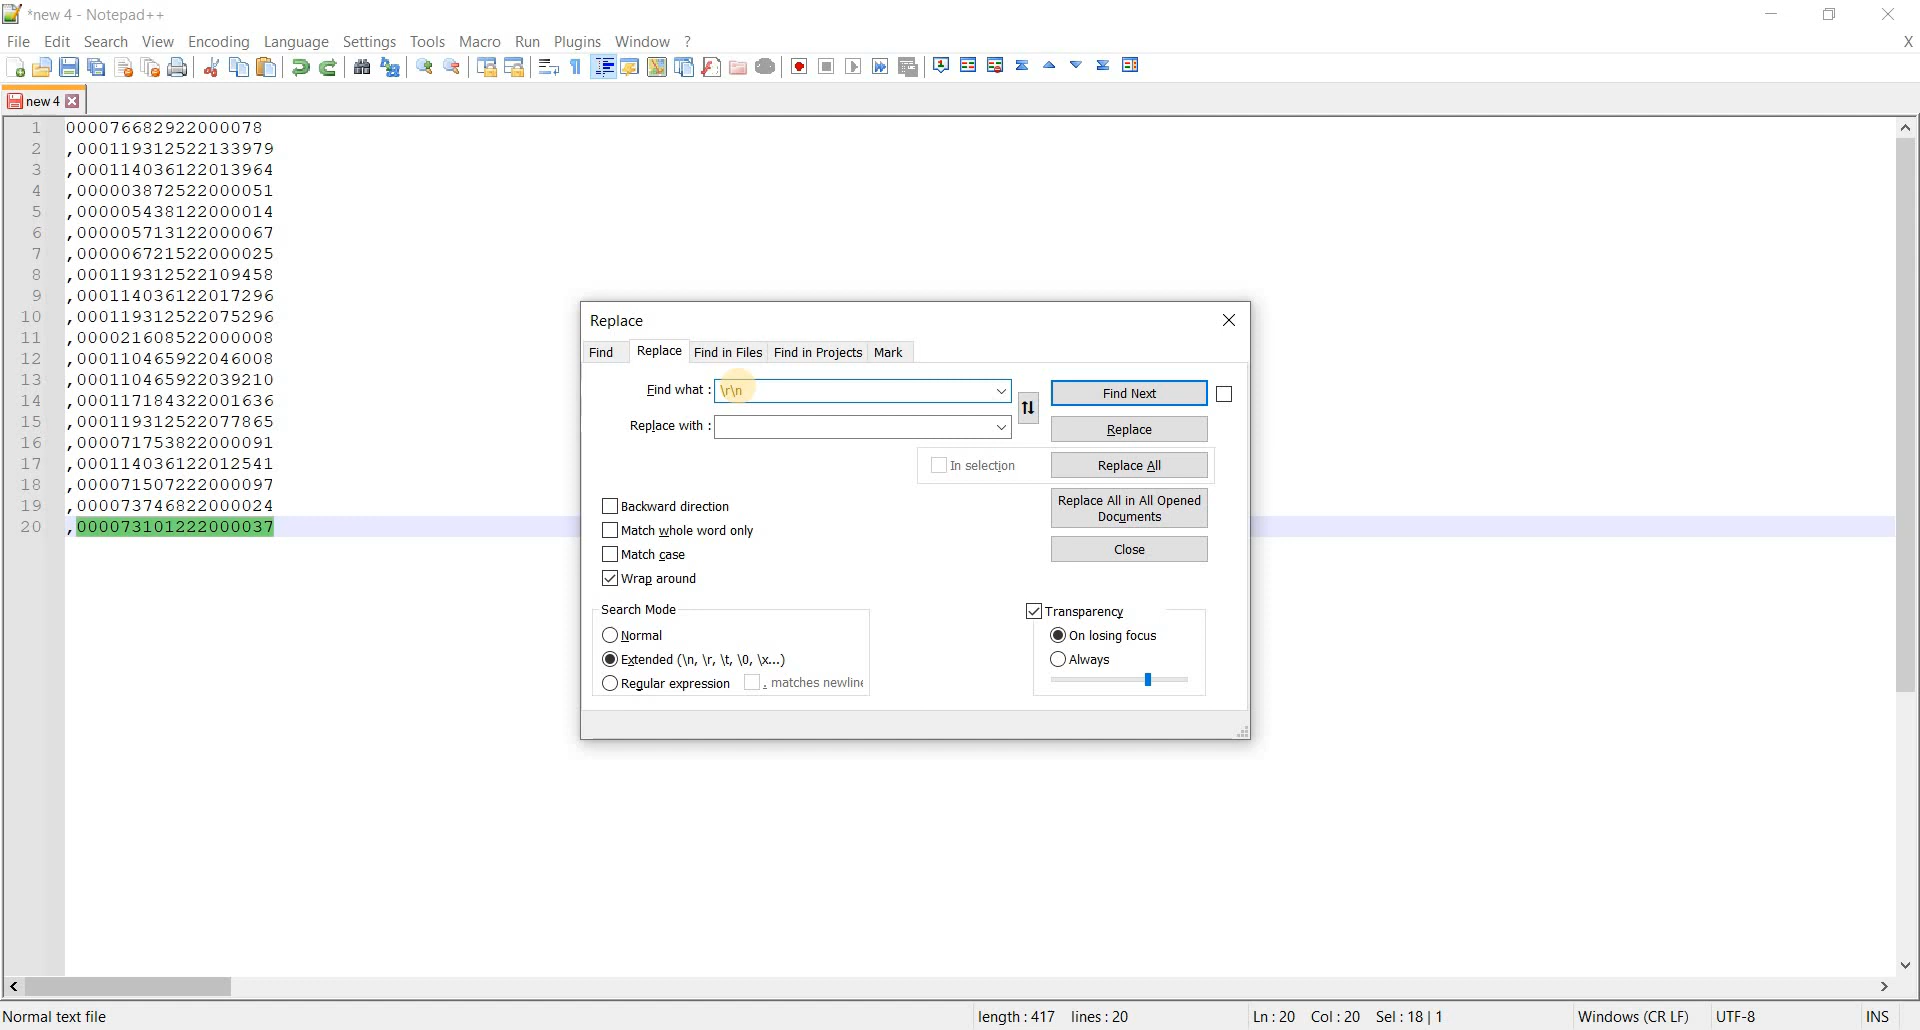 *new 4 - Notepad++
File Edit Search View Encoding Language Settings Tools Macro Run Plugins Window ? X
new 4
1 000076682922000078
2 ,000119312522133979
3 ,000114036122013964
4 ,000003872522000051
5 ,000005438122000014
6 ,000005713122000067
7 ,000006721522000025
8 ,000119312522109458
9 ,000114036122017296
10 ,000119312522075296
11 ,000021608522000008
12 ,000110465922046008
13 ,000110465922039210
14 ,000117184322001636
15 ,000119312522077865
16 ,000071753822000091
17 ,000114036122012541
18 ,000071507222000097
19 ,000073746822000024
20 ,000073101222000037
Replace
Find Replace Find in Files Find in Projects Mark
Find what : \r\n Find Next
Replace with : Replace
In selection Replace All
Replace All in All Opened
Documents
Backward direction
Match whole word only
Match case Close
Wrap around
Search Mode Transparency
Normal On losing focus
Extended (\n, \r, \t, \0, \x...) Always
Regular expression . matches newline
Normal text file length : 417 lines : 20 Ln : 20 Col : 20 Sel : 18 | 1 Windows (CR LF) UTF-8 INS